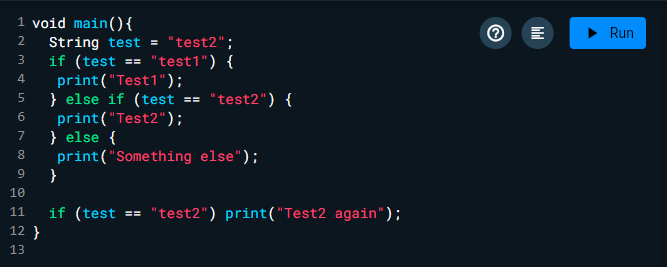 1 void main(){
2   String test = "test2";
3   if (test == "test1") {
4    print("Test1");
5   } else if (test == "test2") {
6    print("Test2");
7   } else {
8    print("Something else");
9   }
10
11   if (test == "test2") print("Test2 again");
12 }
13
? Run